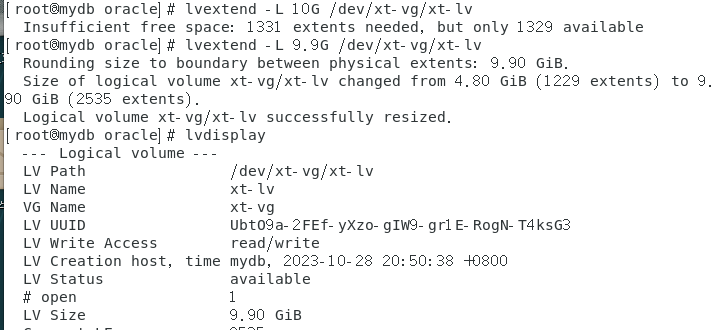 [root@mydb oracle]# lvextend -L 10G /dev/xt-vg/xt-lv
Insufficient free space: 1331 extents needed, but only 1329 available
[root@mydb oracle]# lvextend -L 9.9G /dev/xt-vg/xt-lv
Rounding size to boundary between physical extents: 9.90 GiB.
Size of logical volume xt-vg/xt-lv changed from 4.80 GiB (1229 extents) to 9.
90 GiB (2535 extents).
Logical volume xt-vg/xt-lv successfully resized.
[root@mydb oracle]# lvdisplay
--- Logical volume ---
LV Path /dev/xt-vg/xt-lv
LV Name xt-lv
VG Name xt-vg
LV UUID UbtO9a-2FEf-yXzo-gIW9-gr1E-RogN-T4ksG3
LV Write Access read/write
LV Creation host, time mydb, 2023-10-28 20:50:38 +0800
LV Status available
# open 1
LV Size 9.90 GiB